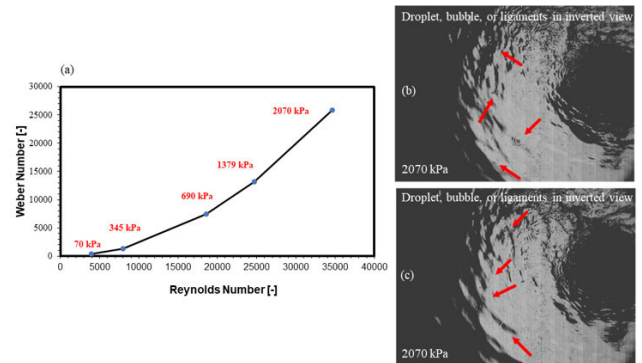 (a)
Weber Number [-]
30000
25000
20000
15000
10000
5000
0
70 kPa
345 kPa
690 kPa
1379 kPa
2070 kPa
0 5000 10000 15000 20000 25000 30000 35000 40000
Reynolds Number [-]
Droplet, bubble, or ligaments in inverted view
(b)
2070 kPa
Droplet, bubble, or ligaments in inverted view
(c)
2070 kPa